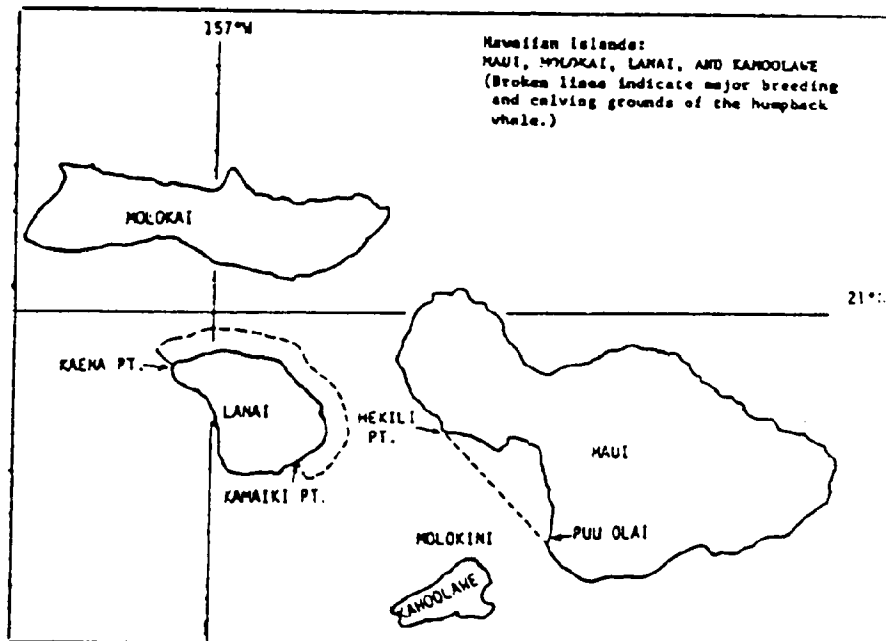 157°W
Hawaiian Islands:
MAUI, MOLOKAI, LANAI, AND KAHOOLAWE
(Broken lines indicate major breeding
and calving grounds of the humpback
whale.)
MOLOKAI
21°
KAENA PT.
LANAI
HEKILI
PT.
MAUI
KAMAIKI PT.
MOLOKINI
PUU OLAI
KAHOOLAWE